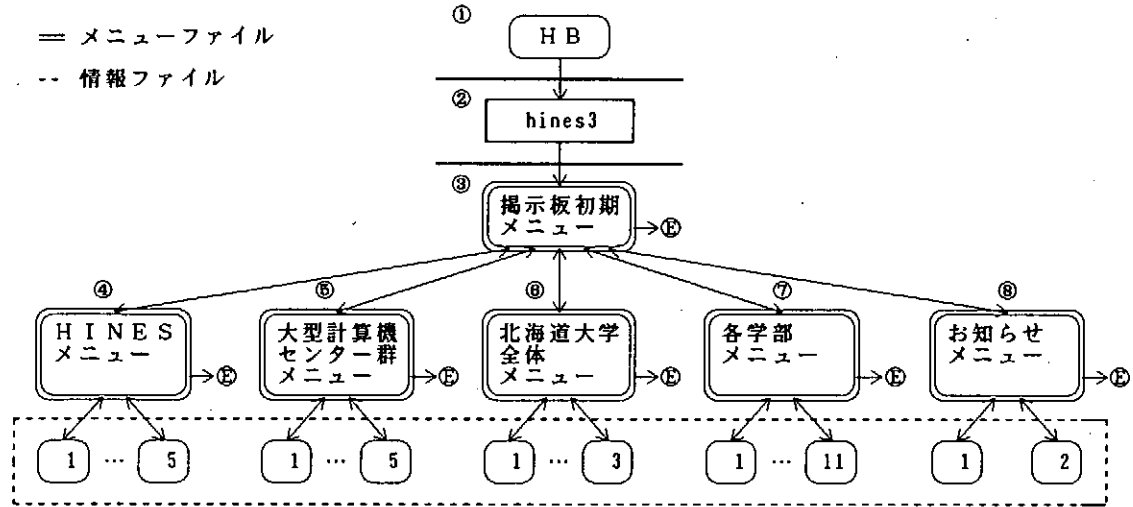 ①
ＨＢ
＝ メニューファイル
-- 情報ファイル
②
hines3
③
掲示板初期
メニュー
→Ⓔ
④
ＨＩＮＥＳ
メニュー
→Ⓔ
⑤
大型計算機
センター群
メニュー
→Ⓔ
⑥
北海道大学
全体
メニュー
→Ⓔ
⑦
各学部
メニュー
→Ⓔ
⑧
お知らせ
メニュー
→Ⓔ
1 … 5
1 … 5
1 … 3
1 … 11
1 2